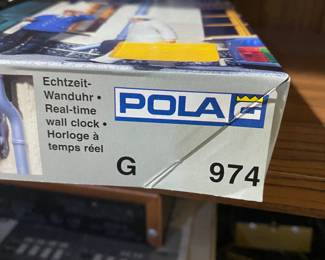 Echtzeit-
Wanduhr •
Real-time
wall clock •
Horloge à
temps réel
POLA G
G 974